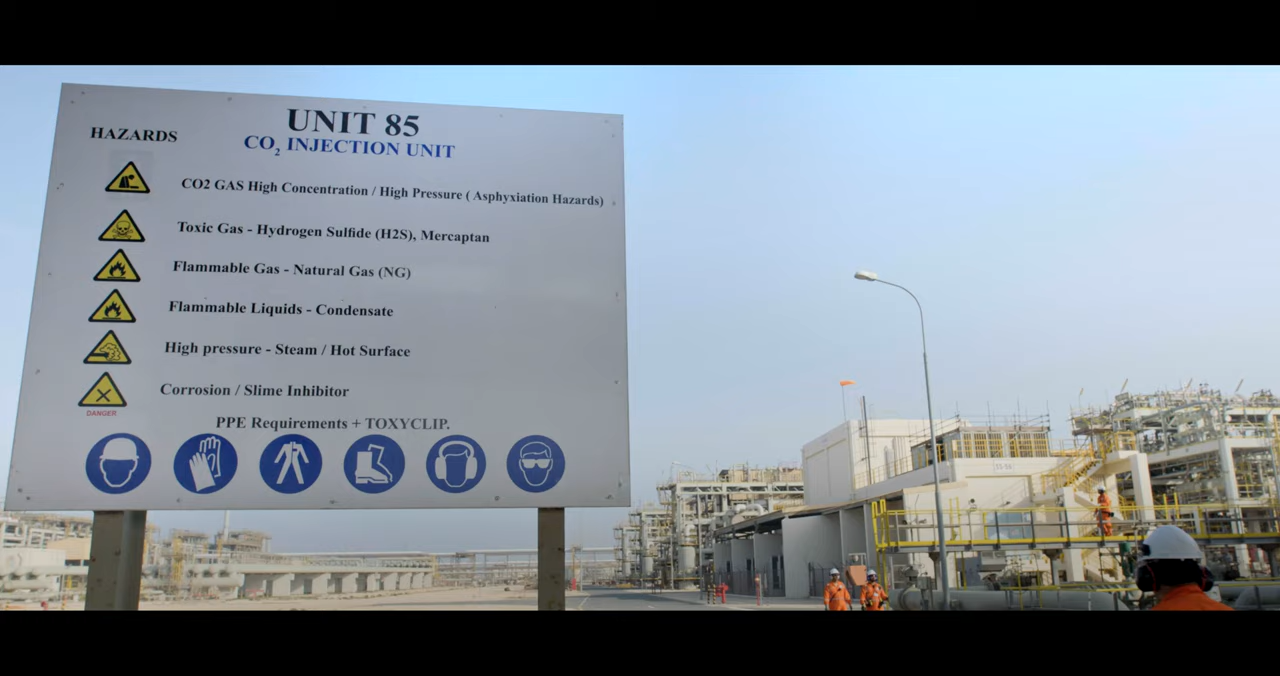 UNIT 85
HAZARDS
CO₂ INJECTION UNIT
CO2 GAS High Concentration / High Pressure ( Asphyxiation Hazards)
Toxic Gas - Hydrogen Sulfide (H2S), Mercaptan
Flammable Gas - Natural Gas (NG)
Flammable Liquids - Condensate
High pressure - Steam / Hot Surface
Corrosion / Slime Inhibitor
DANGER
PPE Requirements + TOXYCLIP.